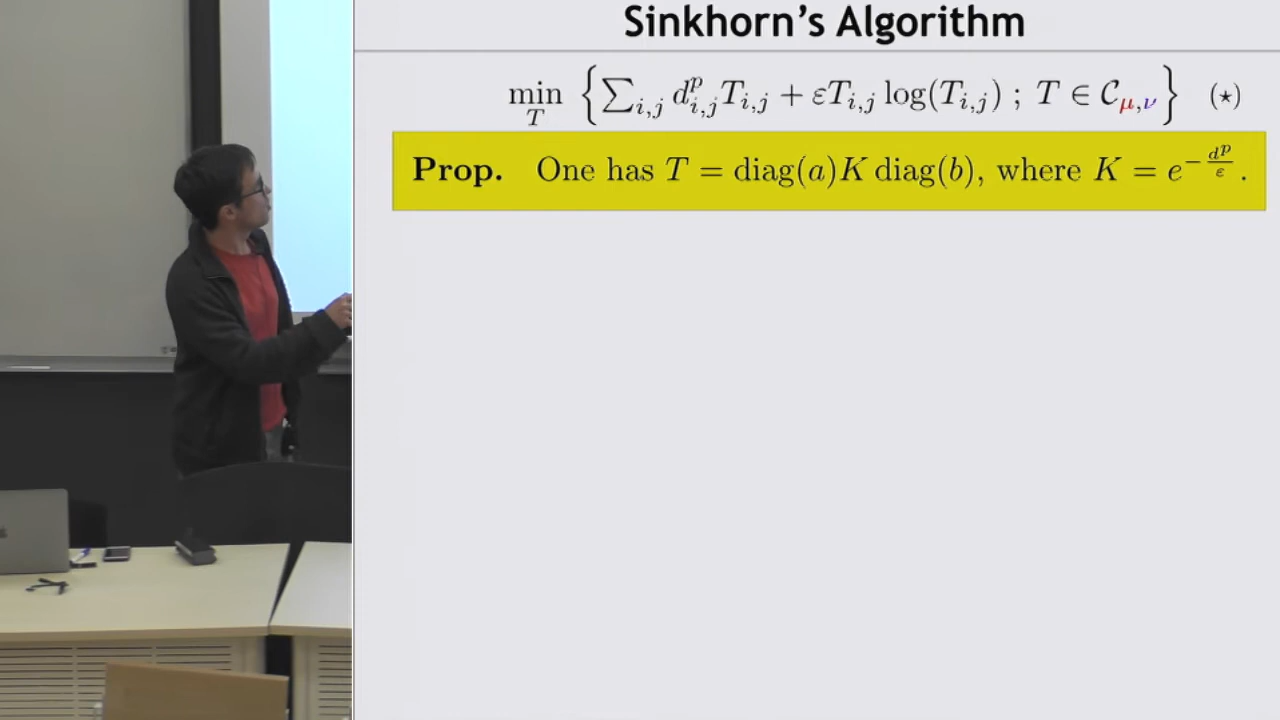 Sinkhorn's Algorithm
min_T { ∑_{i,j} d^p_{i,j} T_{i,j} + εT_{i,j} log(T_{i,j}) ; T ∈ C_{μ,ν} } (⋆)
Prop. One has T = diag(a)K diag(b), where K = e^{-d^p/ε}.